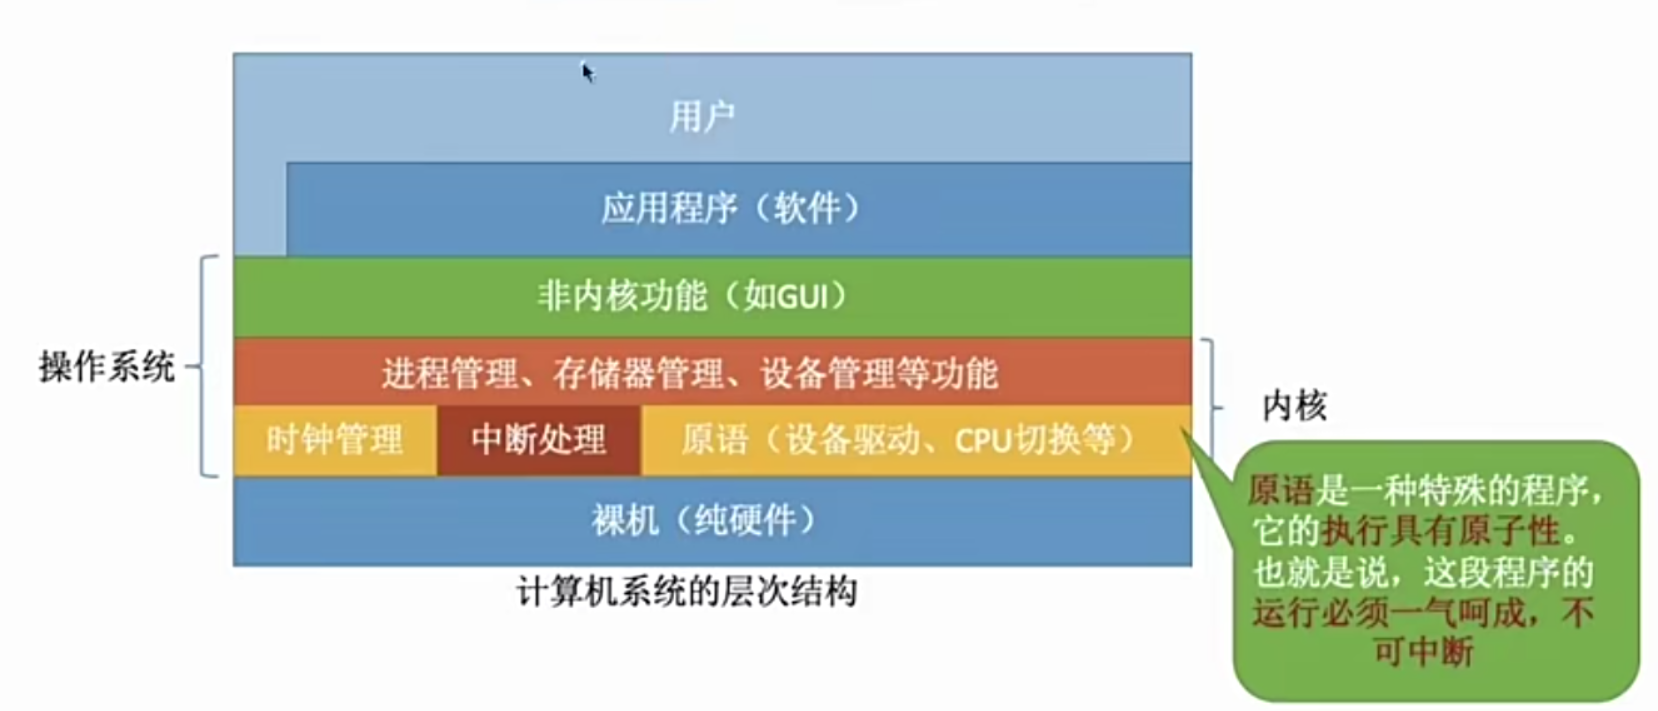 用户
应用程序（软件）
非内核功能（如GUI）
操作系统
进程管理、存储器管理、设备管理等功能
内核
时钟管理
中断处理
原语（设备驱动、CPU切换等）
原语是一种特殊的程序，
它的执行具有原子性。
也就是说，这段程序的
运行必须一气呵成，不
可中断
裸机（纯硬件）
计算机系统的层次结构